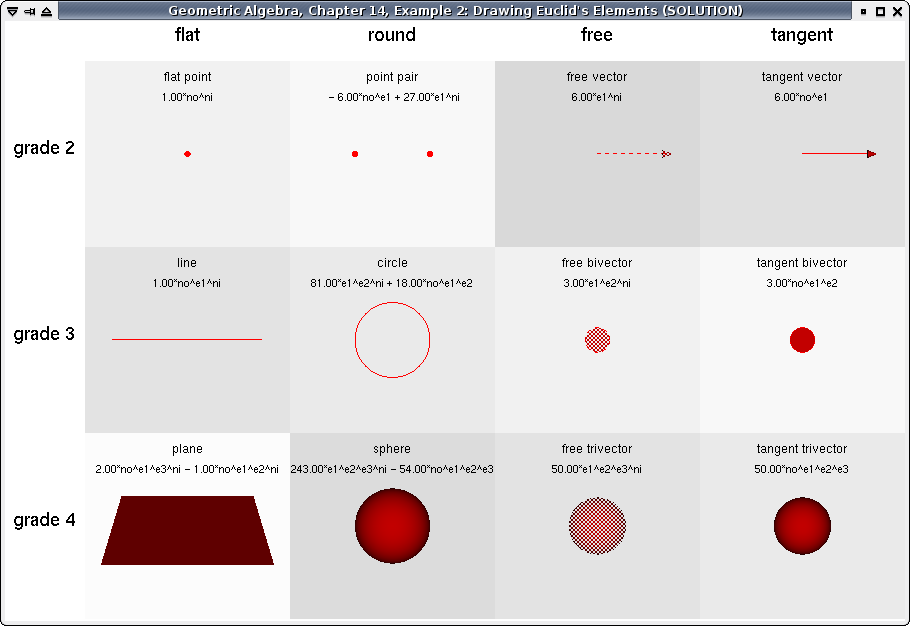 Geometric Algebra, Chapter 14, Example 2: Drawing Euclid's Elements (SOLUTION)
flat round free tangent
grade 2
flat point
1.00*no^ni
point pair
− 6.00*no^e1 + 27.00*e1^ni
free vector
6.00*e1^ni
tangent vector
6.00*no^e1
grade 3
line
1.00*no^e1^ni
circle
81.00*e1^e2^ni + 18.00*no^e1^e2
free bivector
3.00*e1^e2^ni
tangent bivector
3.00*no^e1^e2
grade 4
plane
2.00*no^e1^e3^ni − 1.00*no^e1^e2^ni
sphere
243.00*e1^e2^e3^ni − 54.00*no^e1^e2^e3
free trivector
50.00*e1^e2^e3^ni
tangent trivector
50.00*no^e1^e2^e3